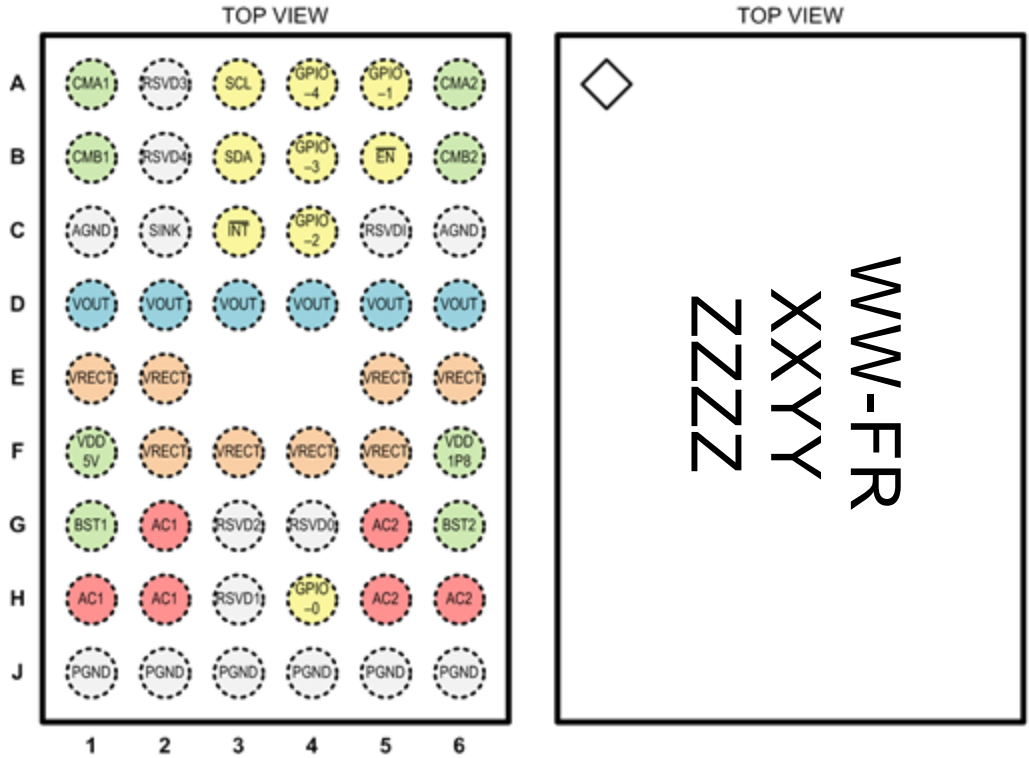 TOP VIEW
A CMA1 RSVD3 SCL GPIO–4 GPIO–1 CMA2
B CMB1 RSVD4 SDA GPIO–3 EN CMB2
C AGND SINK INT GPIO–2 RSVDI AGND
D VOUT VOUT VOUT VOUT VOUT VOUT
E VRECT VRECT VRECT VRECT
F VDD 5V VRECT VRECT VRECT VRECT VDD 1P8
G BST1 AC1 RSVD2 RSVD0 AC2 BST2
H AC1 AC1 RSVD1 GPIO–0 AC2 AC2
J PGND PGND PGND PGND PGND PGND
1 2 3 4 5 6
TOP VIEW
WW-FR
XXYY
ZZZZ